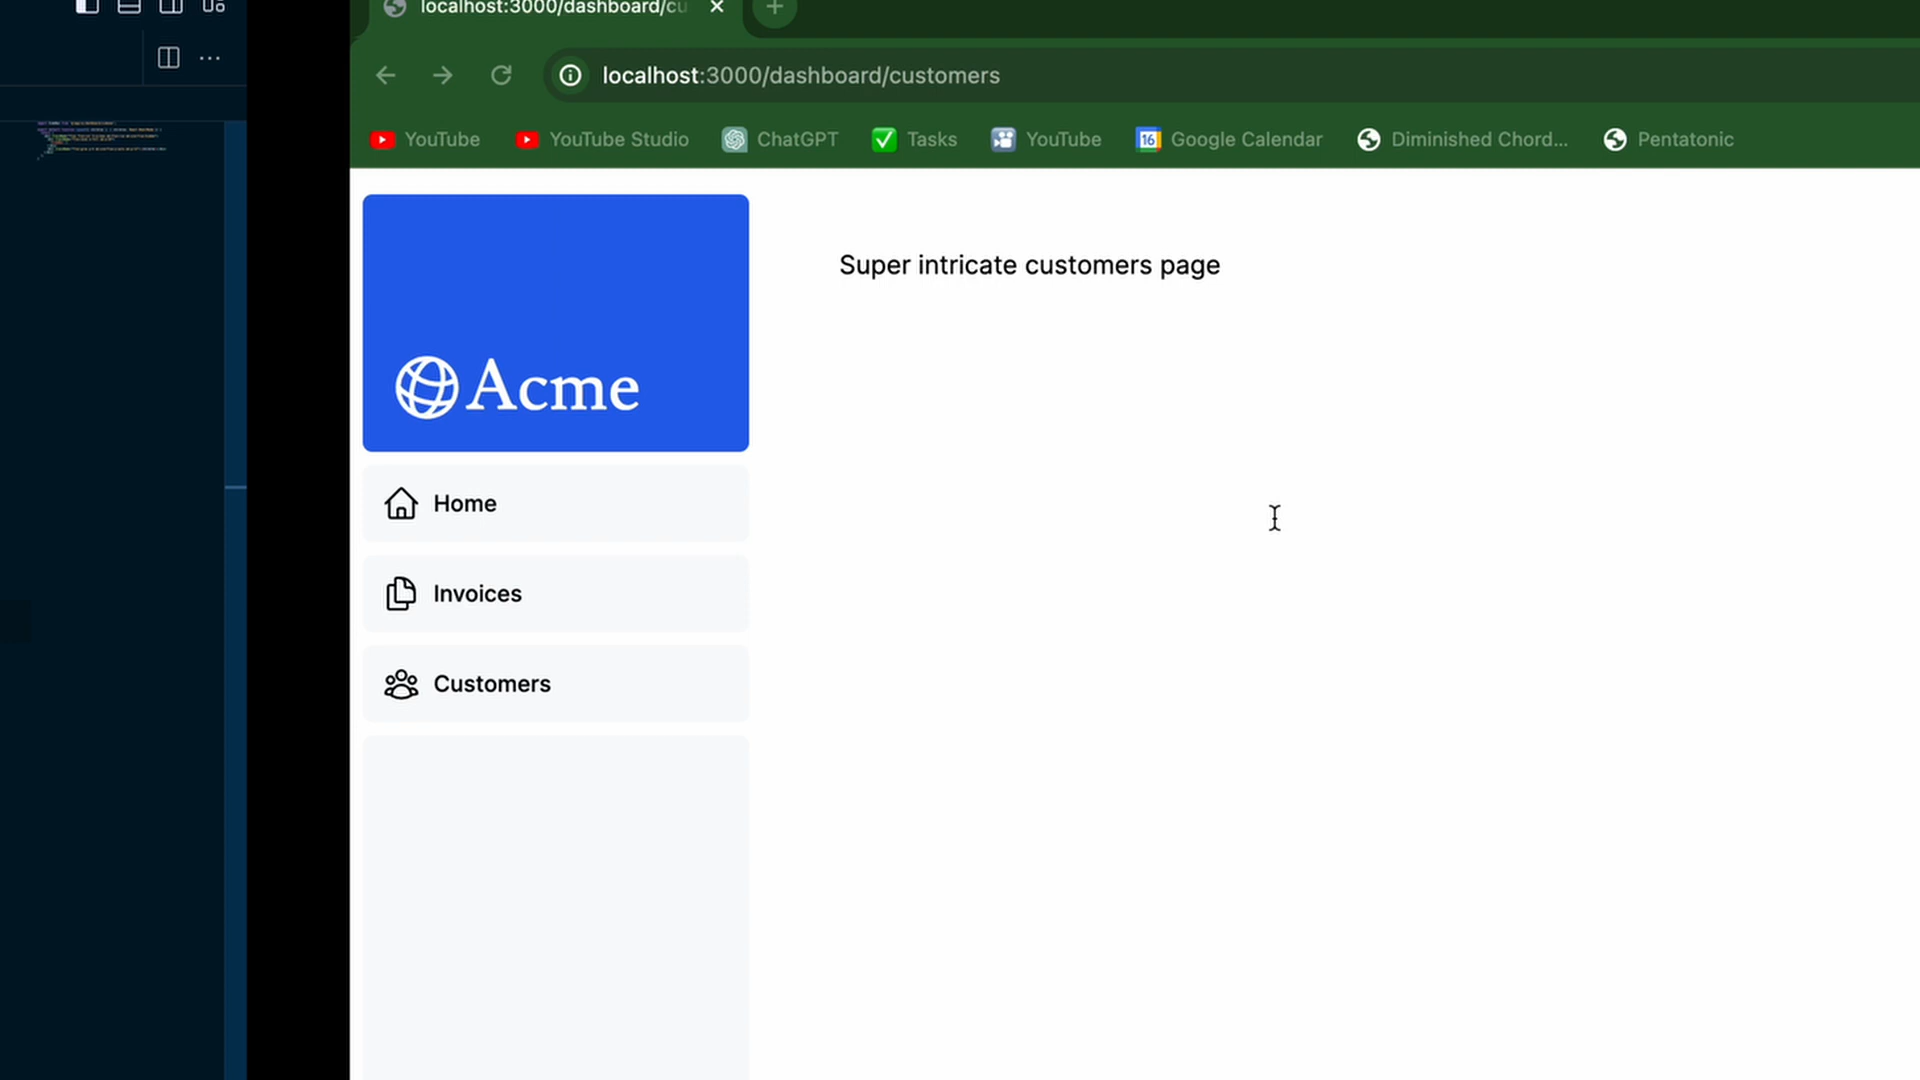 localhost:3000/dashboard/cu
localhost:3000/dashboard/customers
YouTube YouTube Studio ChatGPT Tasks YouTube 16 Google Calendar Diminished Chord... Pentatonic
Acme
Super intricate customers page
Home
Invoices
Customers